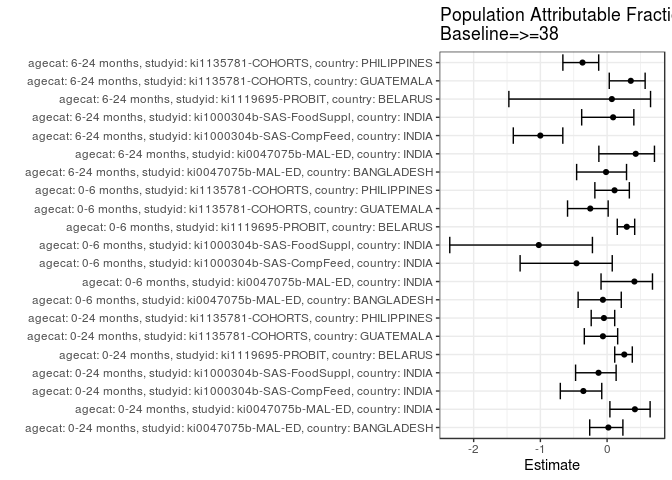 Population Attributable Fracti
Baseline=>=38
agecat: 6-24 months, studyid: ki1135781-COHORTS, country: PHILIPPINES
agecat: 6-24 months, studyid: ki1135781-COHORTS, country: GUATEMALA
agecat: 6-24 months, studyid: ki1119695-PROBIT, country: BELARUS
agecat: 6-24 months, studyid: ki1000304b-SAS-FoodSuppl, country: INDIA
agecat: 6-24 months, studyid: ki1000304b-SAS-CompFeed, country: INDIA
agecat: 6-24 months, studyid: ki0047075b-MAL-ED, country: INDIA
agecat: 6-24 months, studyid: ki0047075b-MAL-ED, country: BANGLADESH
agecat: 0-6 months, studyid: ki1135781-COHORTS, country: PHILIPPINES
agecat: 0-6 months, studyid: ki1135781-COHORTS, country: GUATEMALA
agecat: 0-6 months, studyid: ki1119695-PROBIT, country: BELARUS
agecat: 0-6 months, studyid: ki1000304b-SAS-FoodSuppl, country: INDIA
agecat: 0-6 months, studyid: ki1000304b-SAS-CompFeed, country: INDIA
agecat: 0-6 months, studyid: ki0047075b-MAL-ED, country: INDIA
agecat: 0-6 months, studyid: ki0047075b-MAL-ED, country: BANGLADESH
agecat: 0-24 months, studyid: ki1135781-COHORTS, country: PHILIPPINES
agecat: 0-24 months, studyid: ki1135781-COHORTS, country: GUATEMALA
agecat: 0-24 months, studyid: ki1119695-PROBIT, country: BELARUS
agecat: 0-24 months, studyid: ki1000304b-SAS-FoodSuppl, country: INDIA
agecat: 0-24 months, studyid: ki1000304b-SAS-CompFeed, country: INDIA
agecat: 0-24 months, studyid: ki0047075b-MAL-ED, country: INDIA
agecat: 0-24 months, studyid: ki0047075b-MAL-ED, country: BANGLADESH
-2 -1 0
Estimate